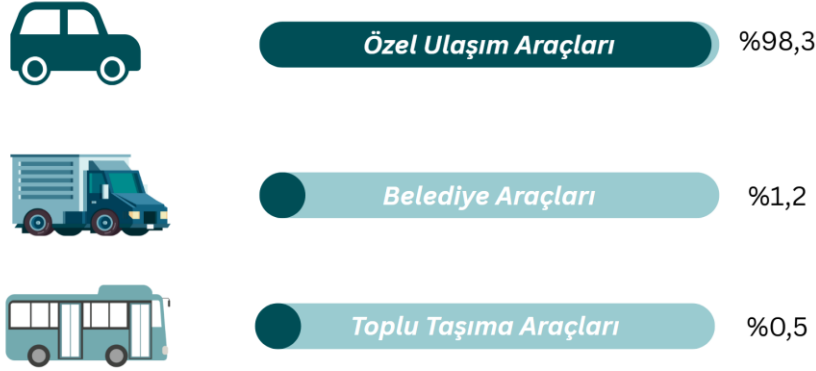 Özel Ulaşım Araçları %98,3
Belediye Araçları %1,2
Toplu Taşıma Araçları %0,5